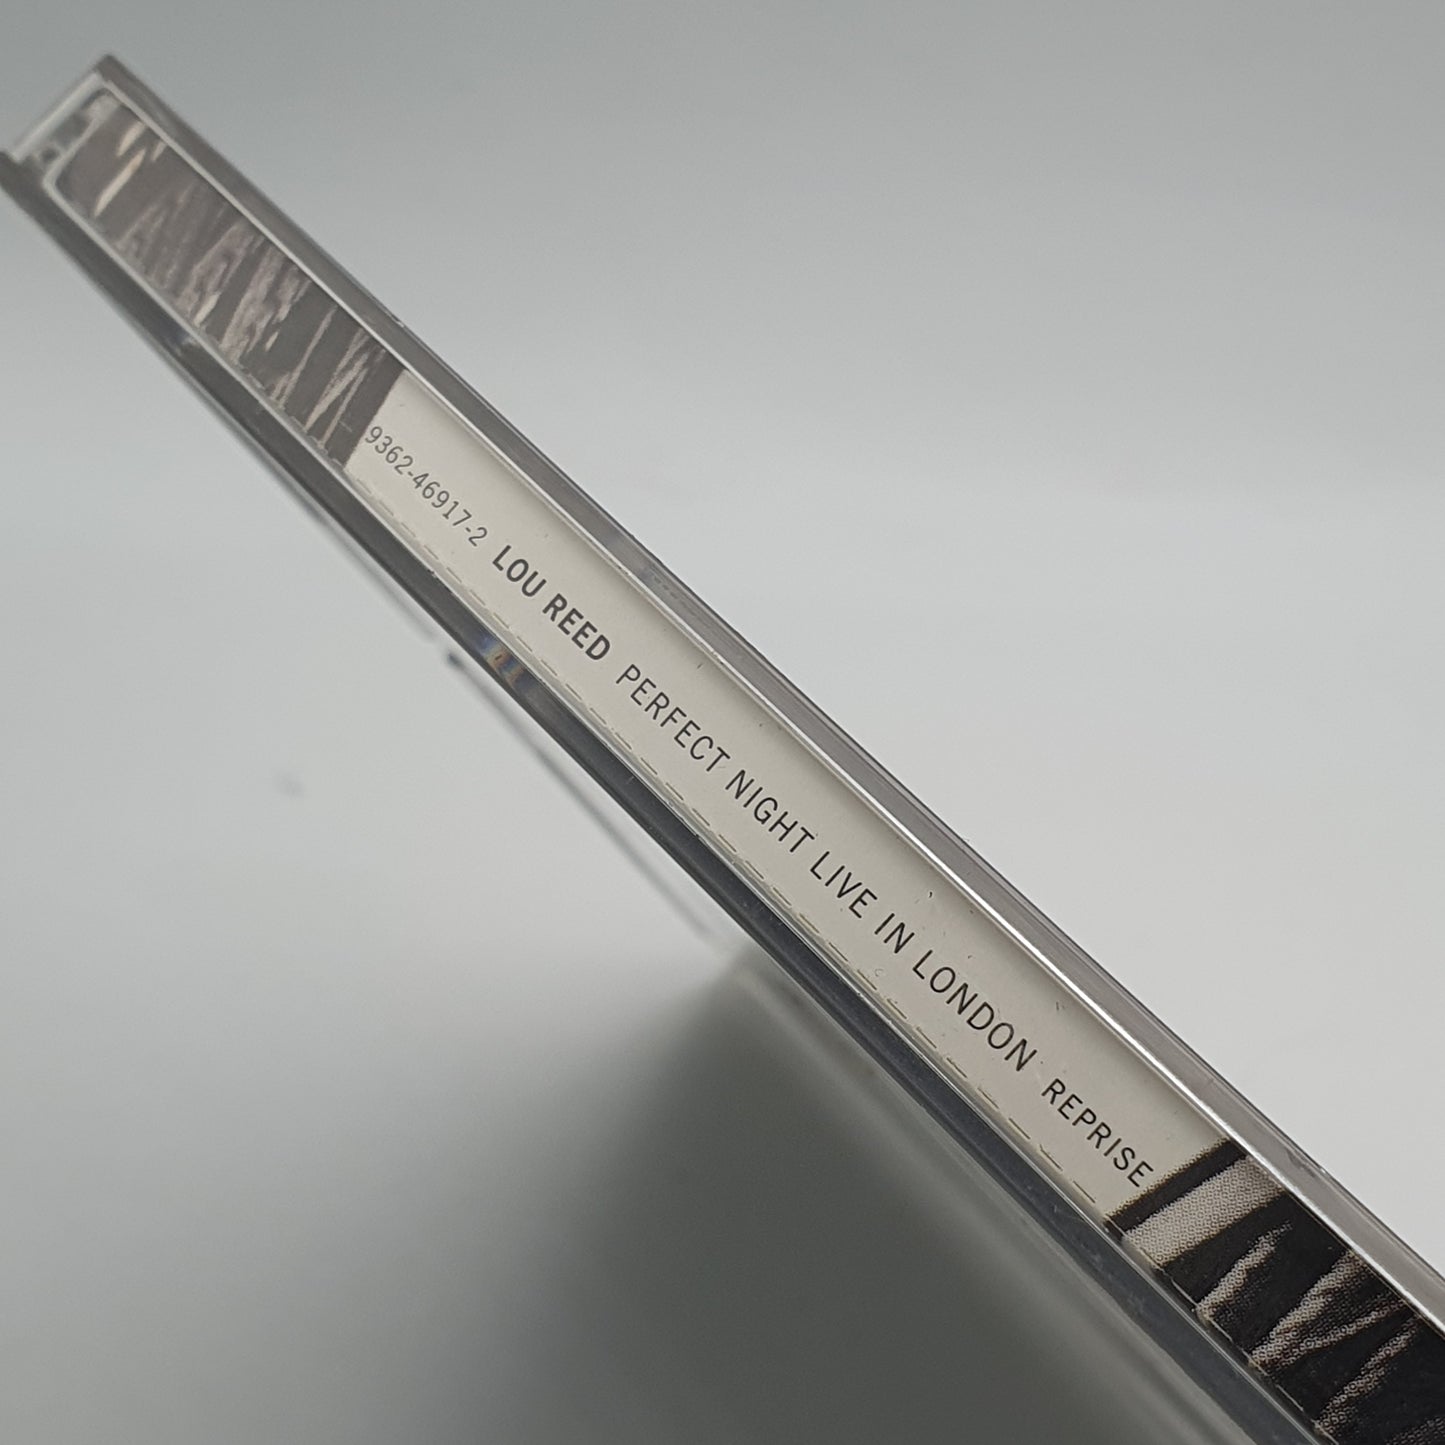 9362-46917-2 LOU REED PERFECT NIGHT LIVE IN LONDON REPRISE